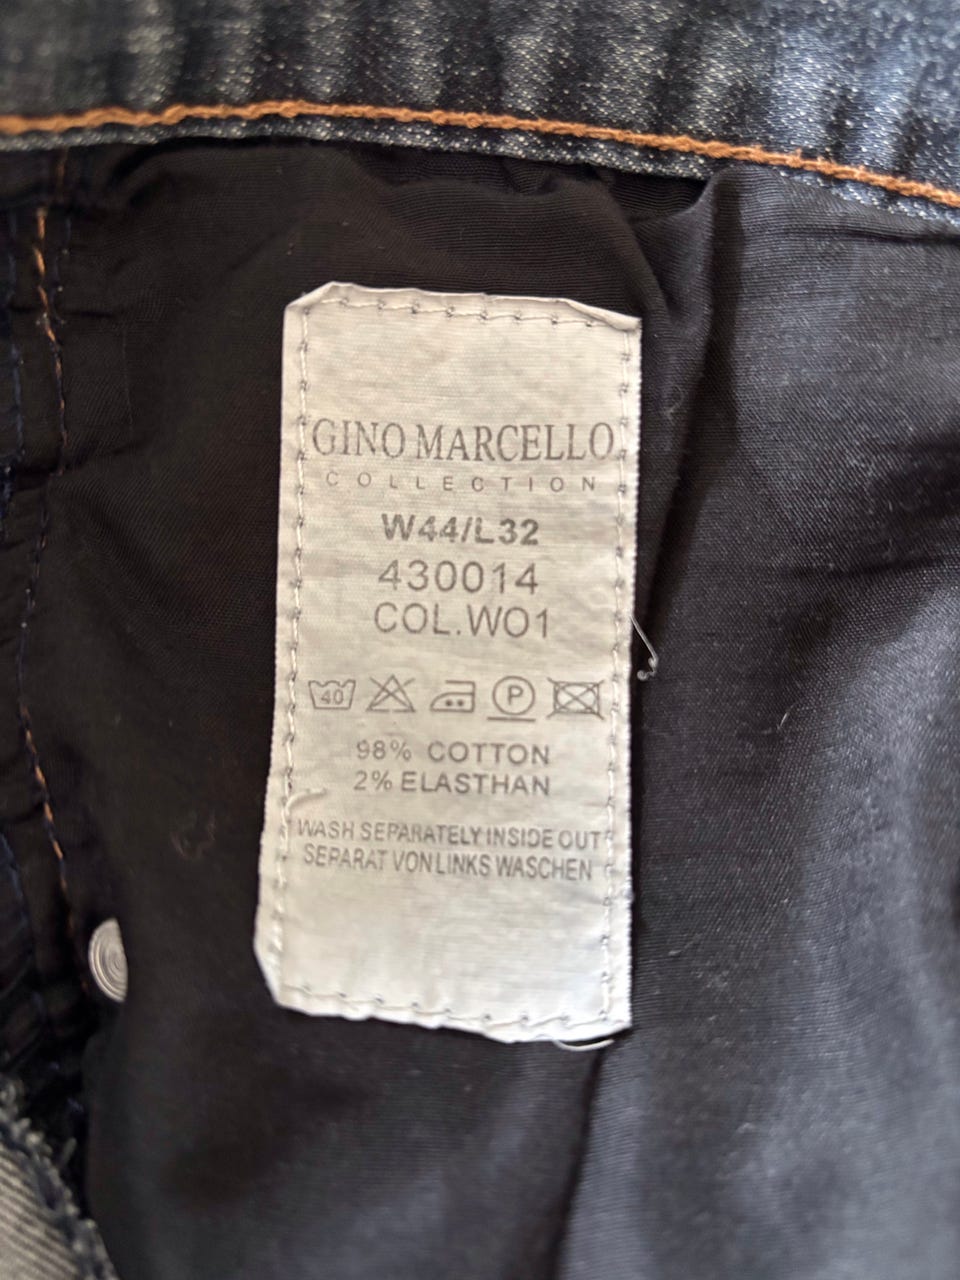 GINO MARCELLO
COLLECTION
W44/L32
430014
COL.W01
40 P
98% COTTON
2% ELASTHAN
WASH SEPARATELY INSIDE OUT
SEPARAT VON LINKS WASCHEN